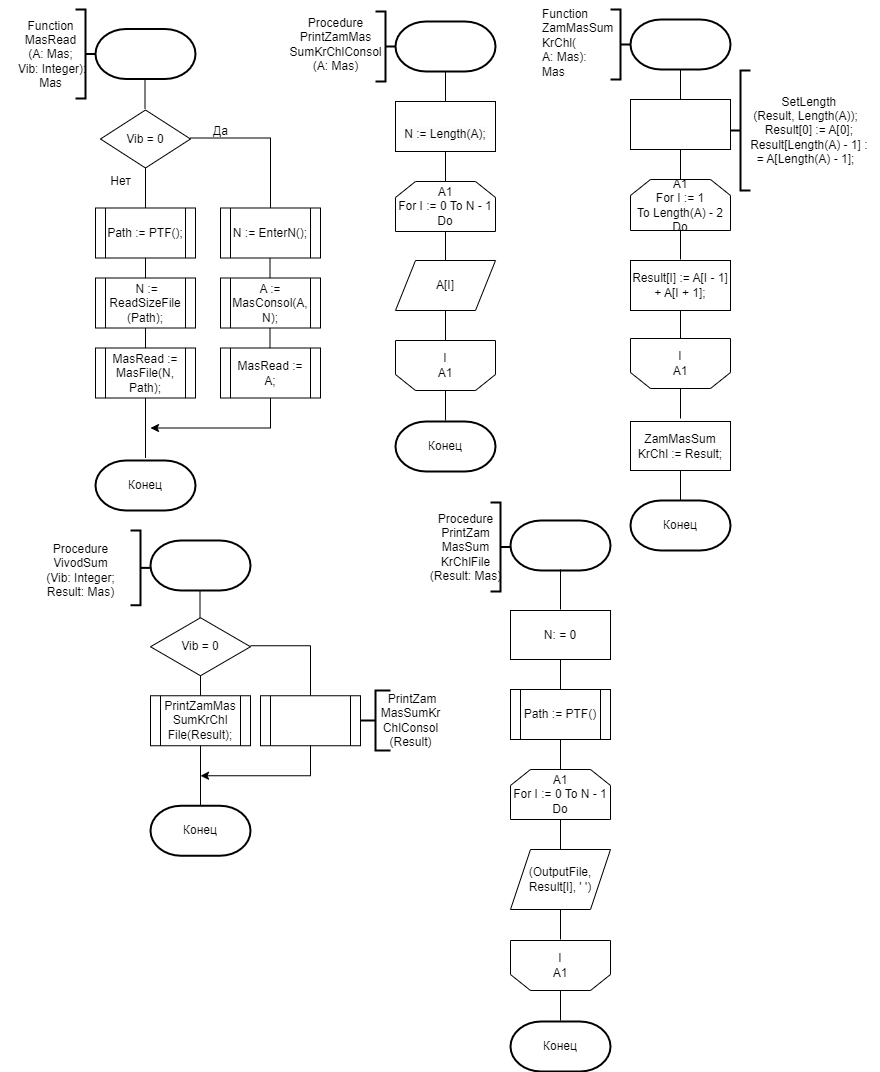 Function
MasRead
(A: Mas;
Vib: Integer):
Mas
Vib = 0
Да
Нет
Path := PTF();
N := EnterN();
N :=
ReadSizeFile
(Path);
A :=
MasConsol(A,
N);
MasRead :=
MasFile(N,
Path);
MasRead :=
A;
Конец
Procedure
PrintZamMas
SumKrChlConsol
(A: Mas)
N := Length(A);
A1
For I := 0 To N - 1
Do
A[I]
I
A1
Конец
Function
ZamMasSum
KrChl(
A: Mas):
Mas
SetLength
(Result, Length(A));
Result[0] := A[0];
Result[Length(A) - 1] :
= A[Length(A) - 1];
A1
For I := 1
To Length(A) - 2
Do
Result[I] := A[I - 1]
+ A[I + 1];
I
A1
ZamMasSum
KrChl := Result;
Конец
Procedure
VivodSum
(Vib: Integer;
Result: Mas)
Vib = 0
PrintZamMas
SumKrChl
File(Result);
PrintZam
MasSumKr
ChlConsol
(Result)
Конец
Procedure
PrintZam
MasSum
KrChlFile
(Result: Mas)
N: = 0
Path := PTF()
A1
For I := 0 To N - 1
Do
(OutputFile,
Result[I], ' ')
I
A1
Конец